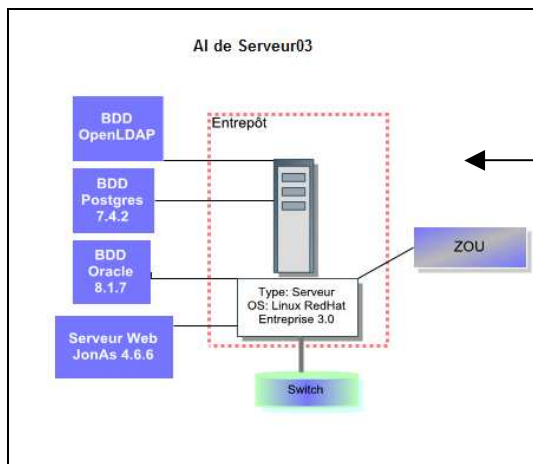 AI de Serveur03
BDD
OpenLDAP
Entrepôt
BDD
Postgres
7.4.2
BDD
Oracle
8.1.7
ZOU
Type: Serveur
OS: Linux RedHat
Entreprise 3.0
Serveur Web
JonAs 4.6.6
Switch